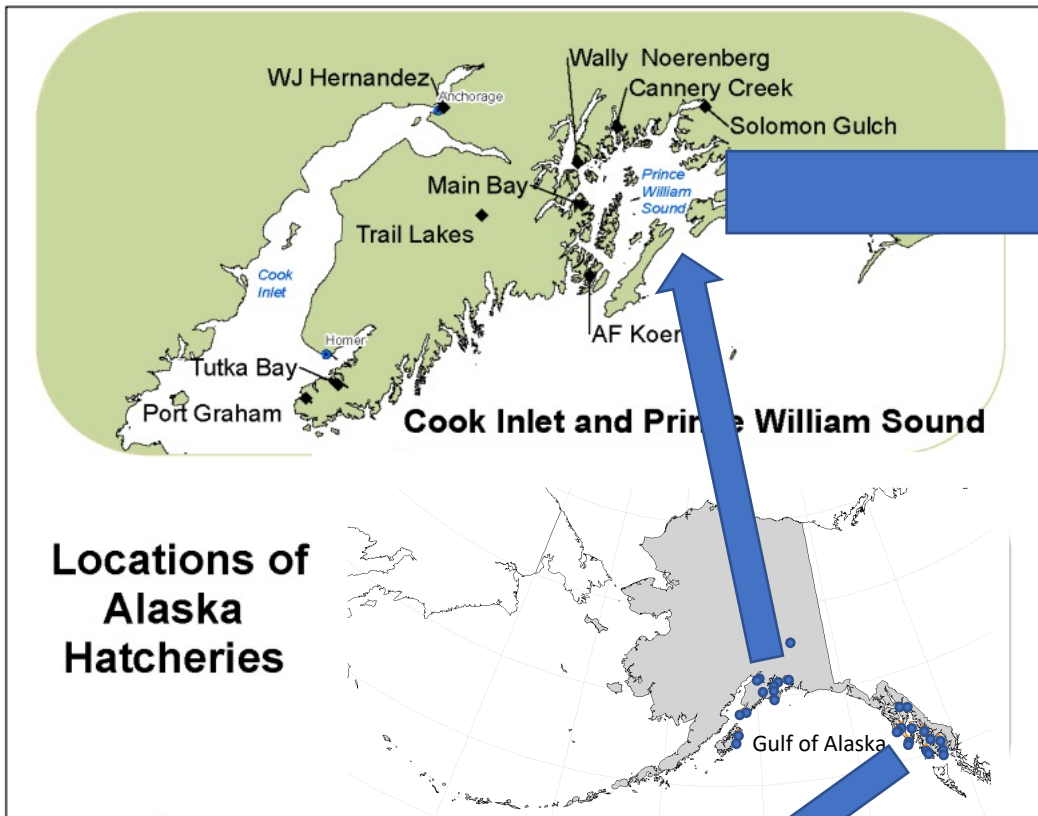 Wally Noerenberg
WJ Hernandez
Cannery Creek
Anchorage
Solomon Gulch
Main Bay
Prince
William
Sound
Trail Lakes
Cook
Inlet
AF Koer
Homer
Tutka Bay
Port Graham
Cook Inlet and Prince William Sound
Locations of
Alaska
Hatcheries
Gulf of Alaska